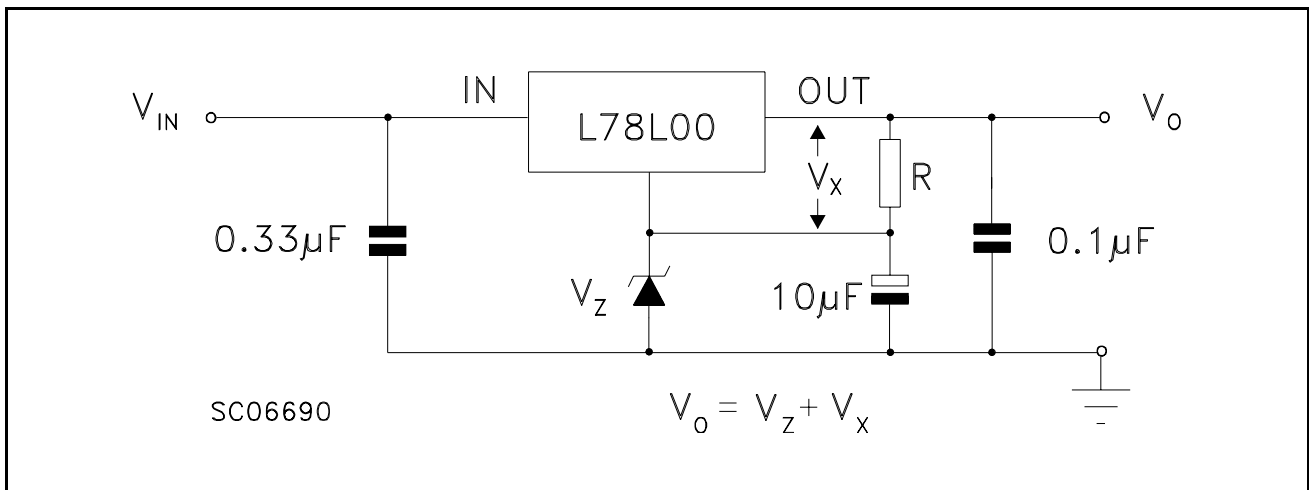 IN
OUT
V_IN
L78L00
V_O
V_X
R
0.33µF
0.1µF
V_Z
10µF
SC06690
V_O = V_Z + V_X